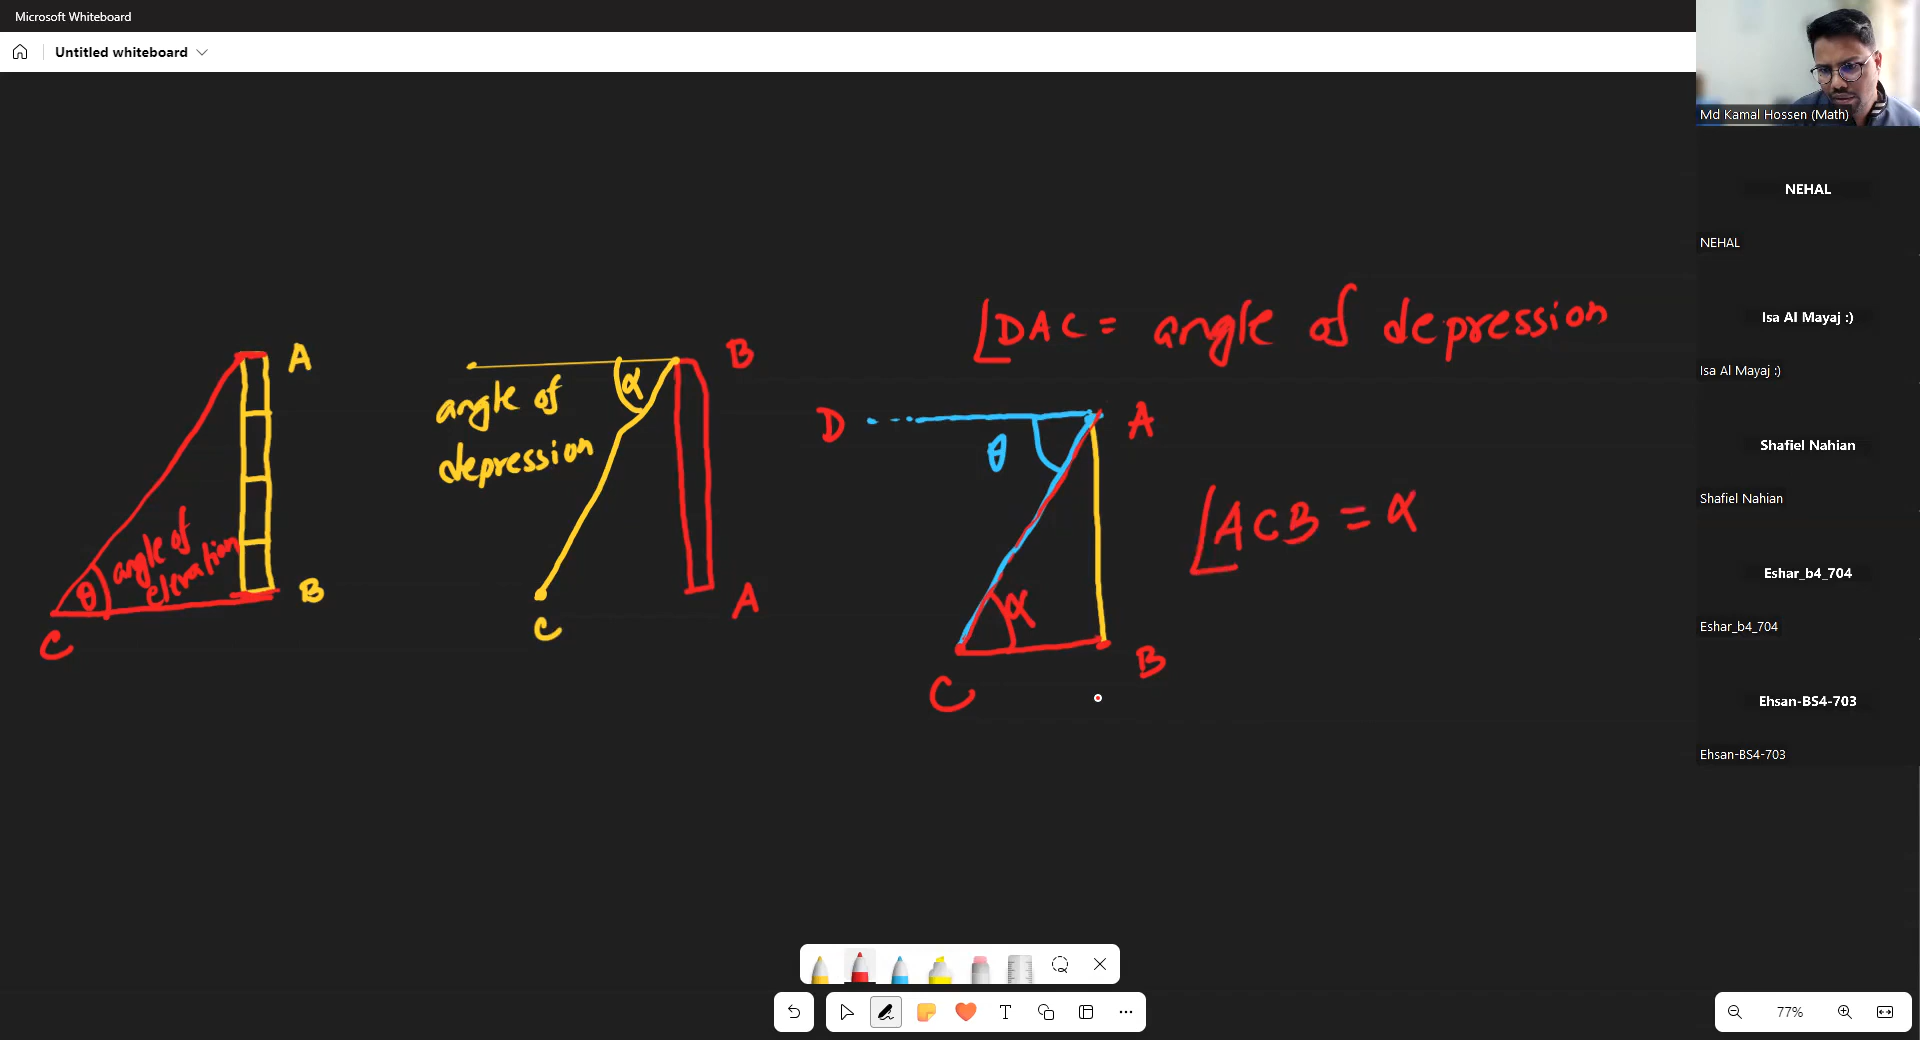 Microsoft Whiteboard
Untitled whiteboard
Md Kamal Hossen (Math)
NEHAL
NEHAL
Isa Al Mayaj :)
Isa Al Mayaj :)
Shafiel Nahian
Shafiel Nahian
Eshar_b4_704
Eshar_b4_704
Ehsan-BS4-703
Ehsan-BS4-703
A
B
C
θ
angle of
elevation
B
α
angle of
depression
C
A
∠DAC = angle of depression
D
A
θ
∠ACB = α
α
C
B
T
77%